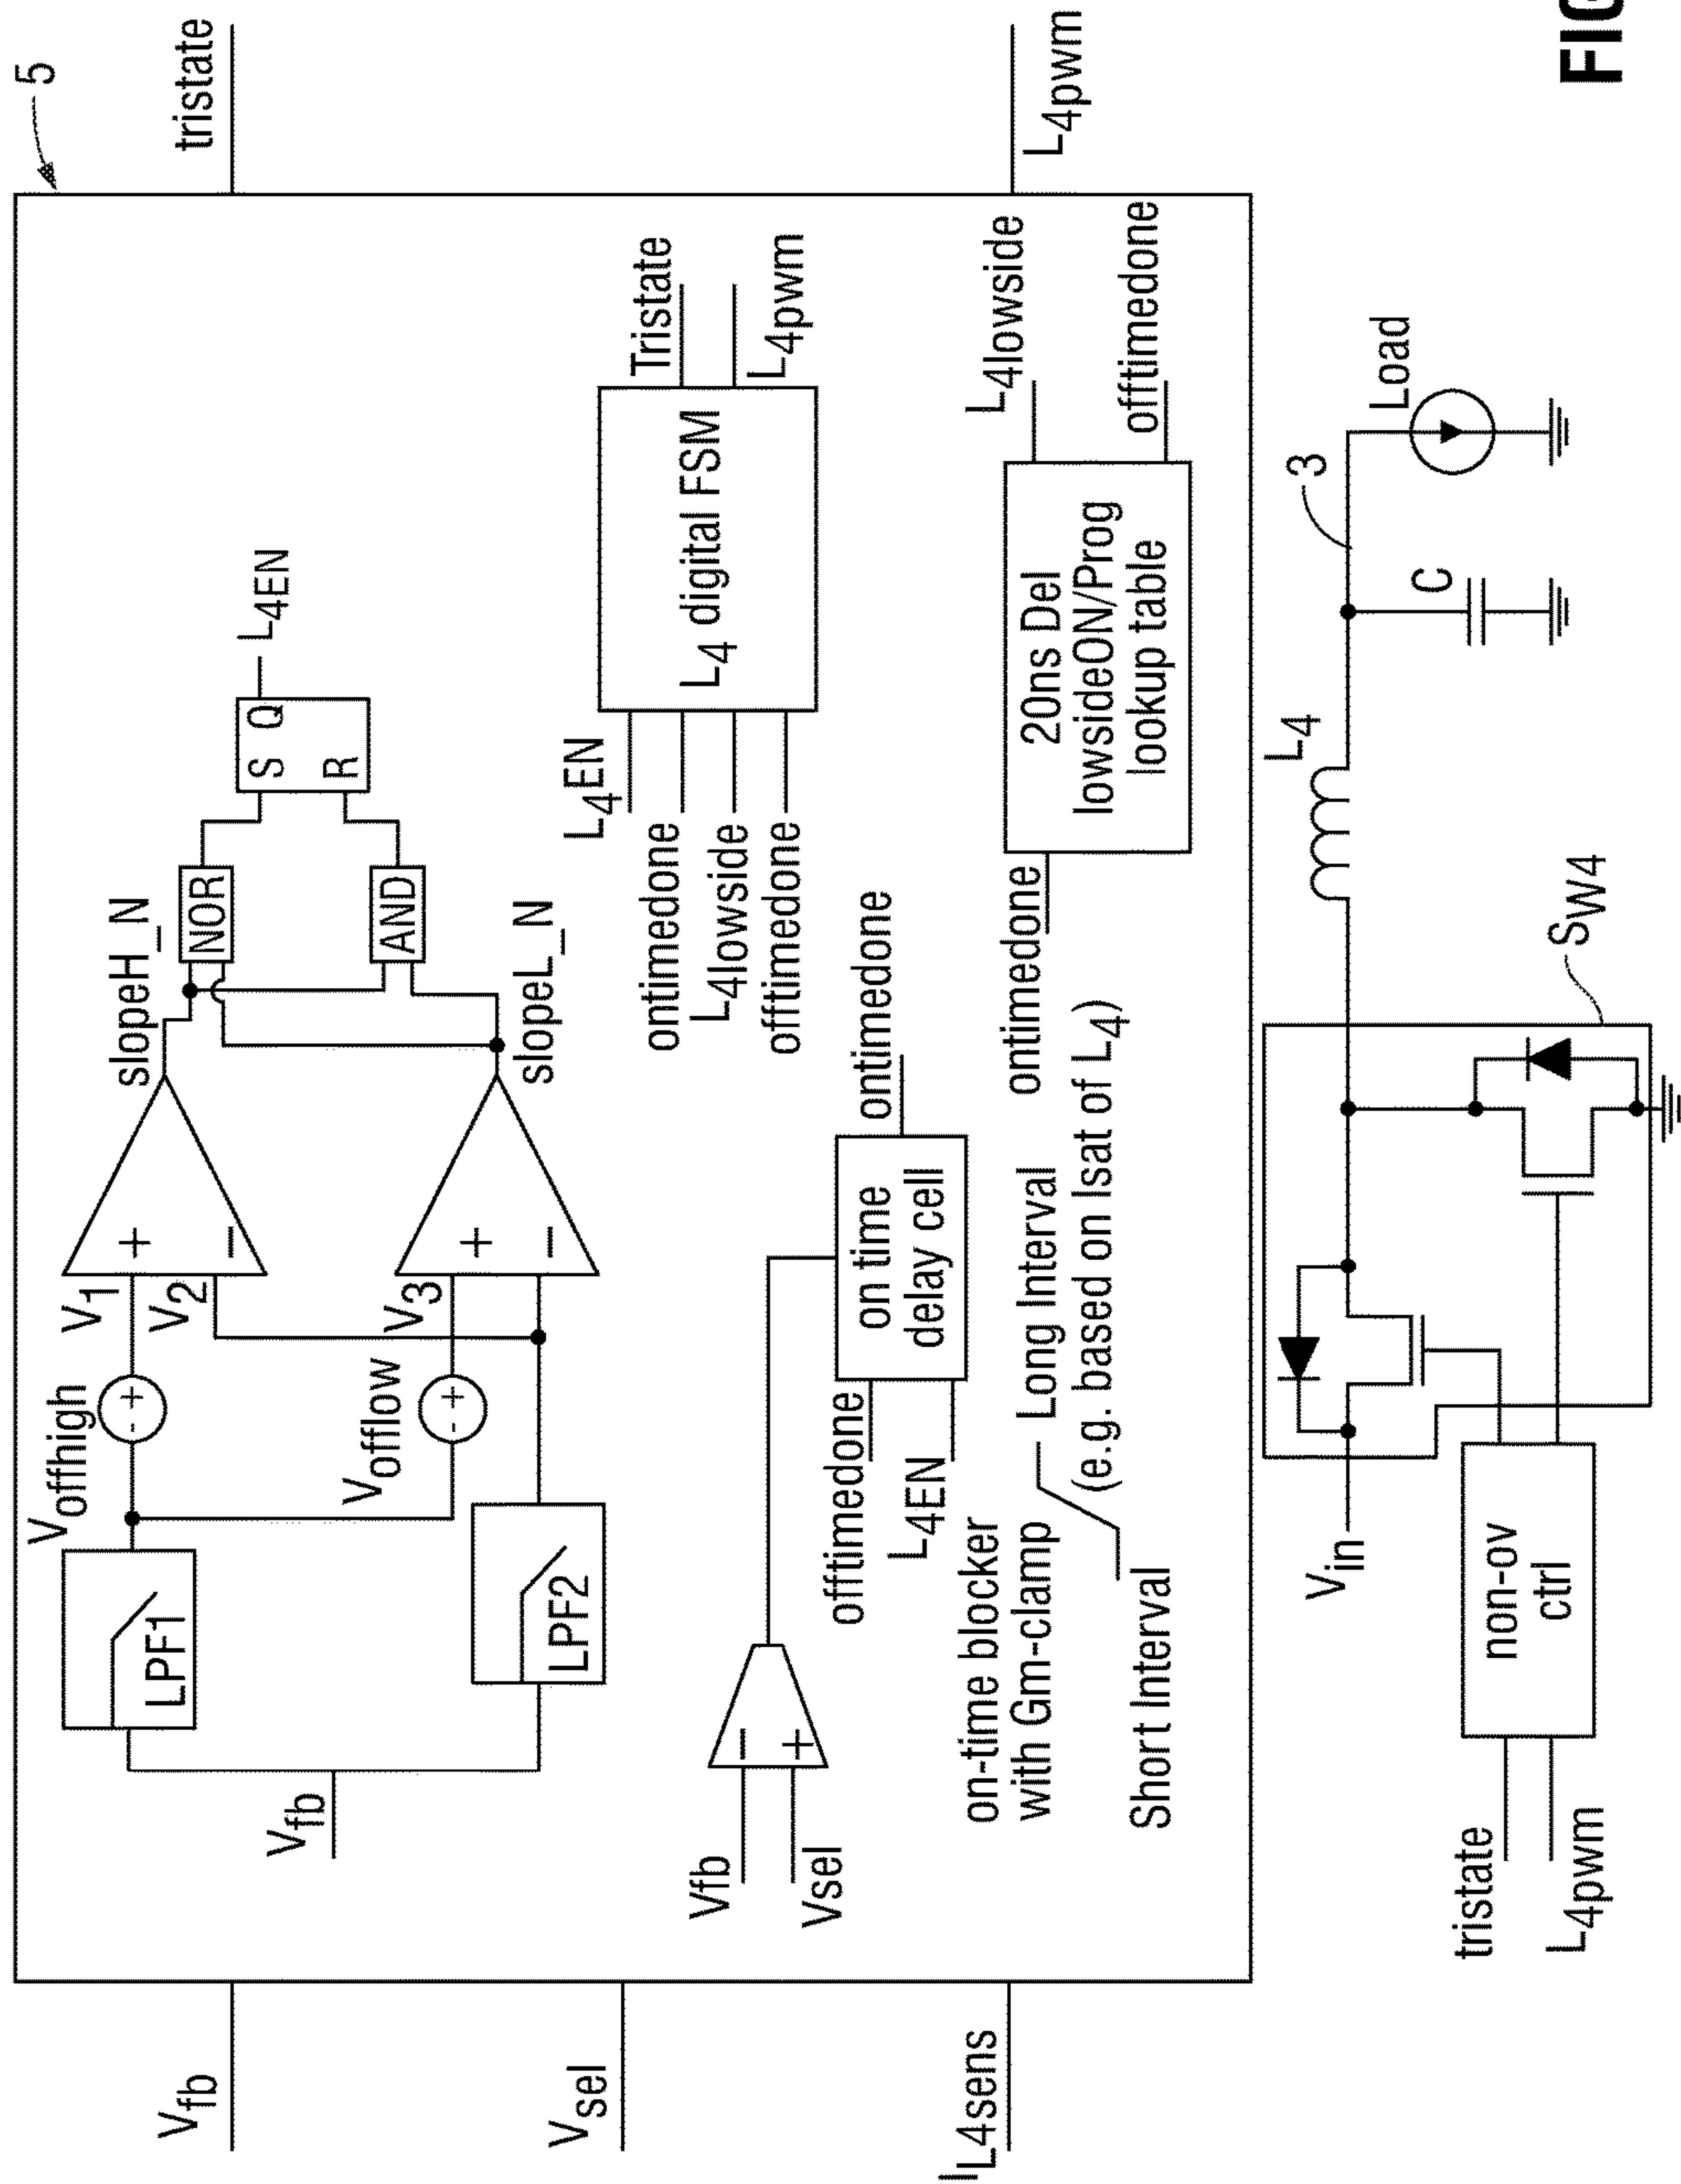 5
tristate
Vfb
Voffhigh
LPF1
V1
V2
+
−
slopeH_N
NOR
S Q
R
L4EN
Vfb
- +
Vofflow
- +
V3
+
−
slopeL_N
AND
LPF2
Vsel
Vfb
Vsel
−
+
offtimedone
L4EN
on time
delay cell
ontimedone
L4EN
ontimedone
L4lowside
offtimedone
L4 digital FSM
Tristate
L4pwm
on-time blocker
with Gm-clamp
Long Interval
(e.g. based on Isat of L4)
Short Interval
ontimedone
20ns Del
lowsideON/Prog
lookup table
L4lowside
offtimedone
IL4sens
L4pwm
Vin
L4
3
C
Load
SW4
tristate
L4pwm
non-ov
ctrl